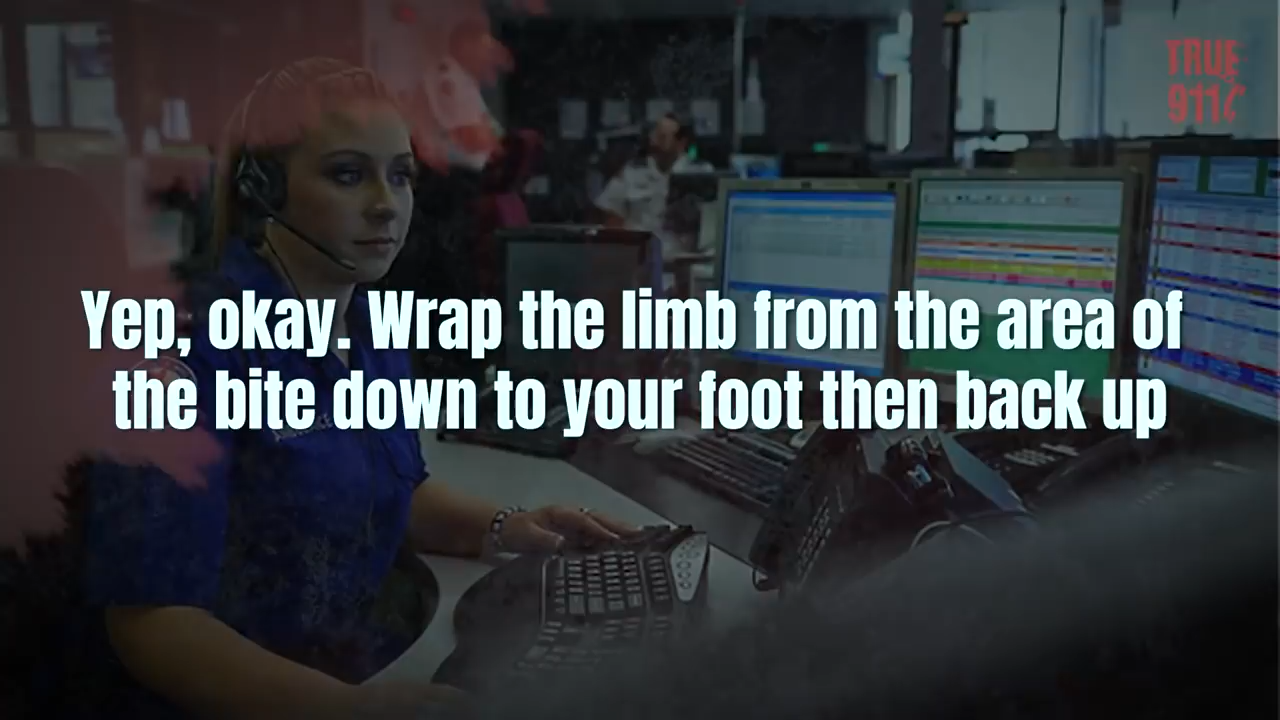 TRUE
911
Yep, okay. Wrap the limb from the area of
the bite down to your foot then back up